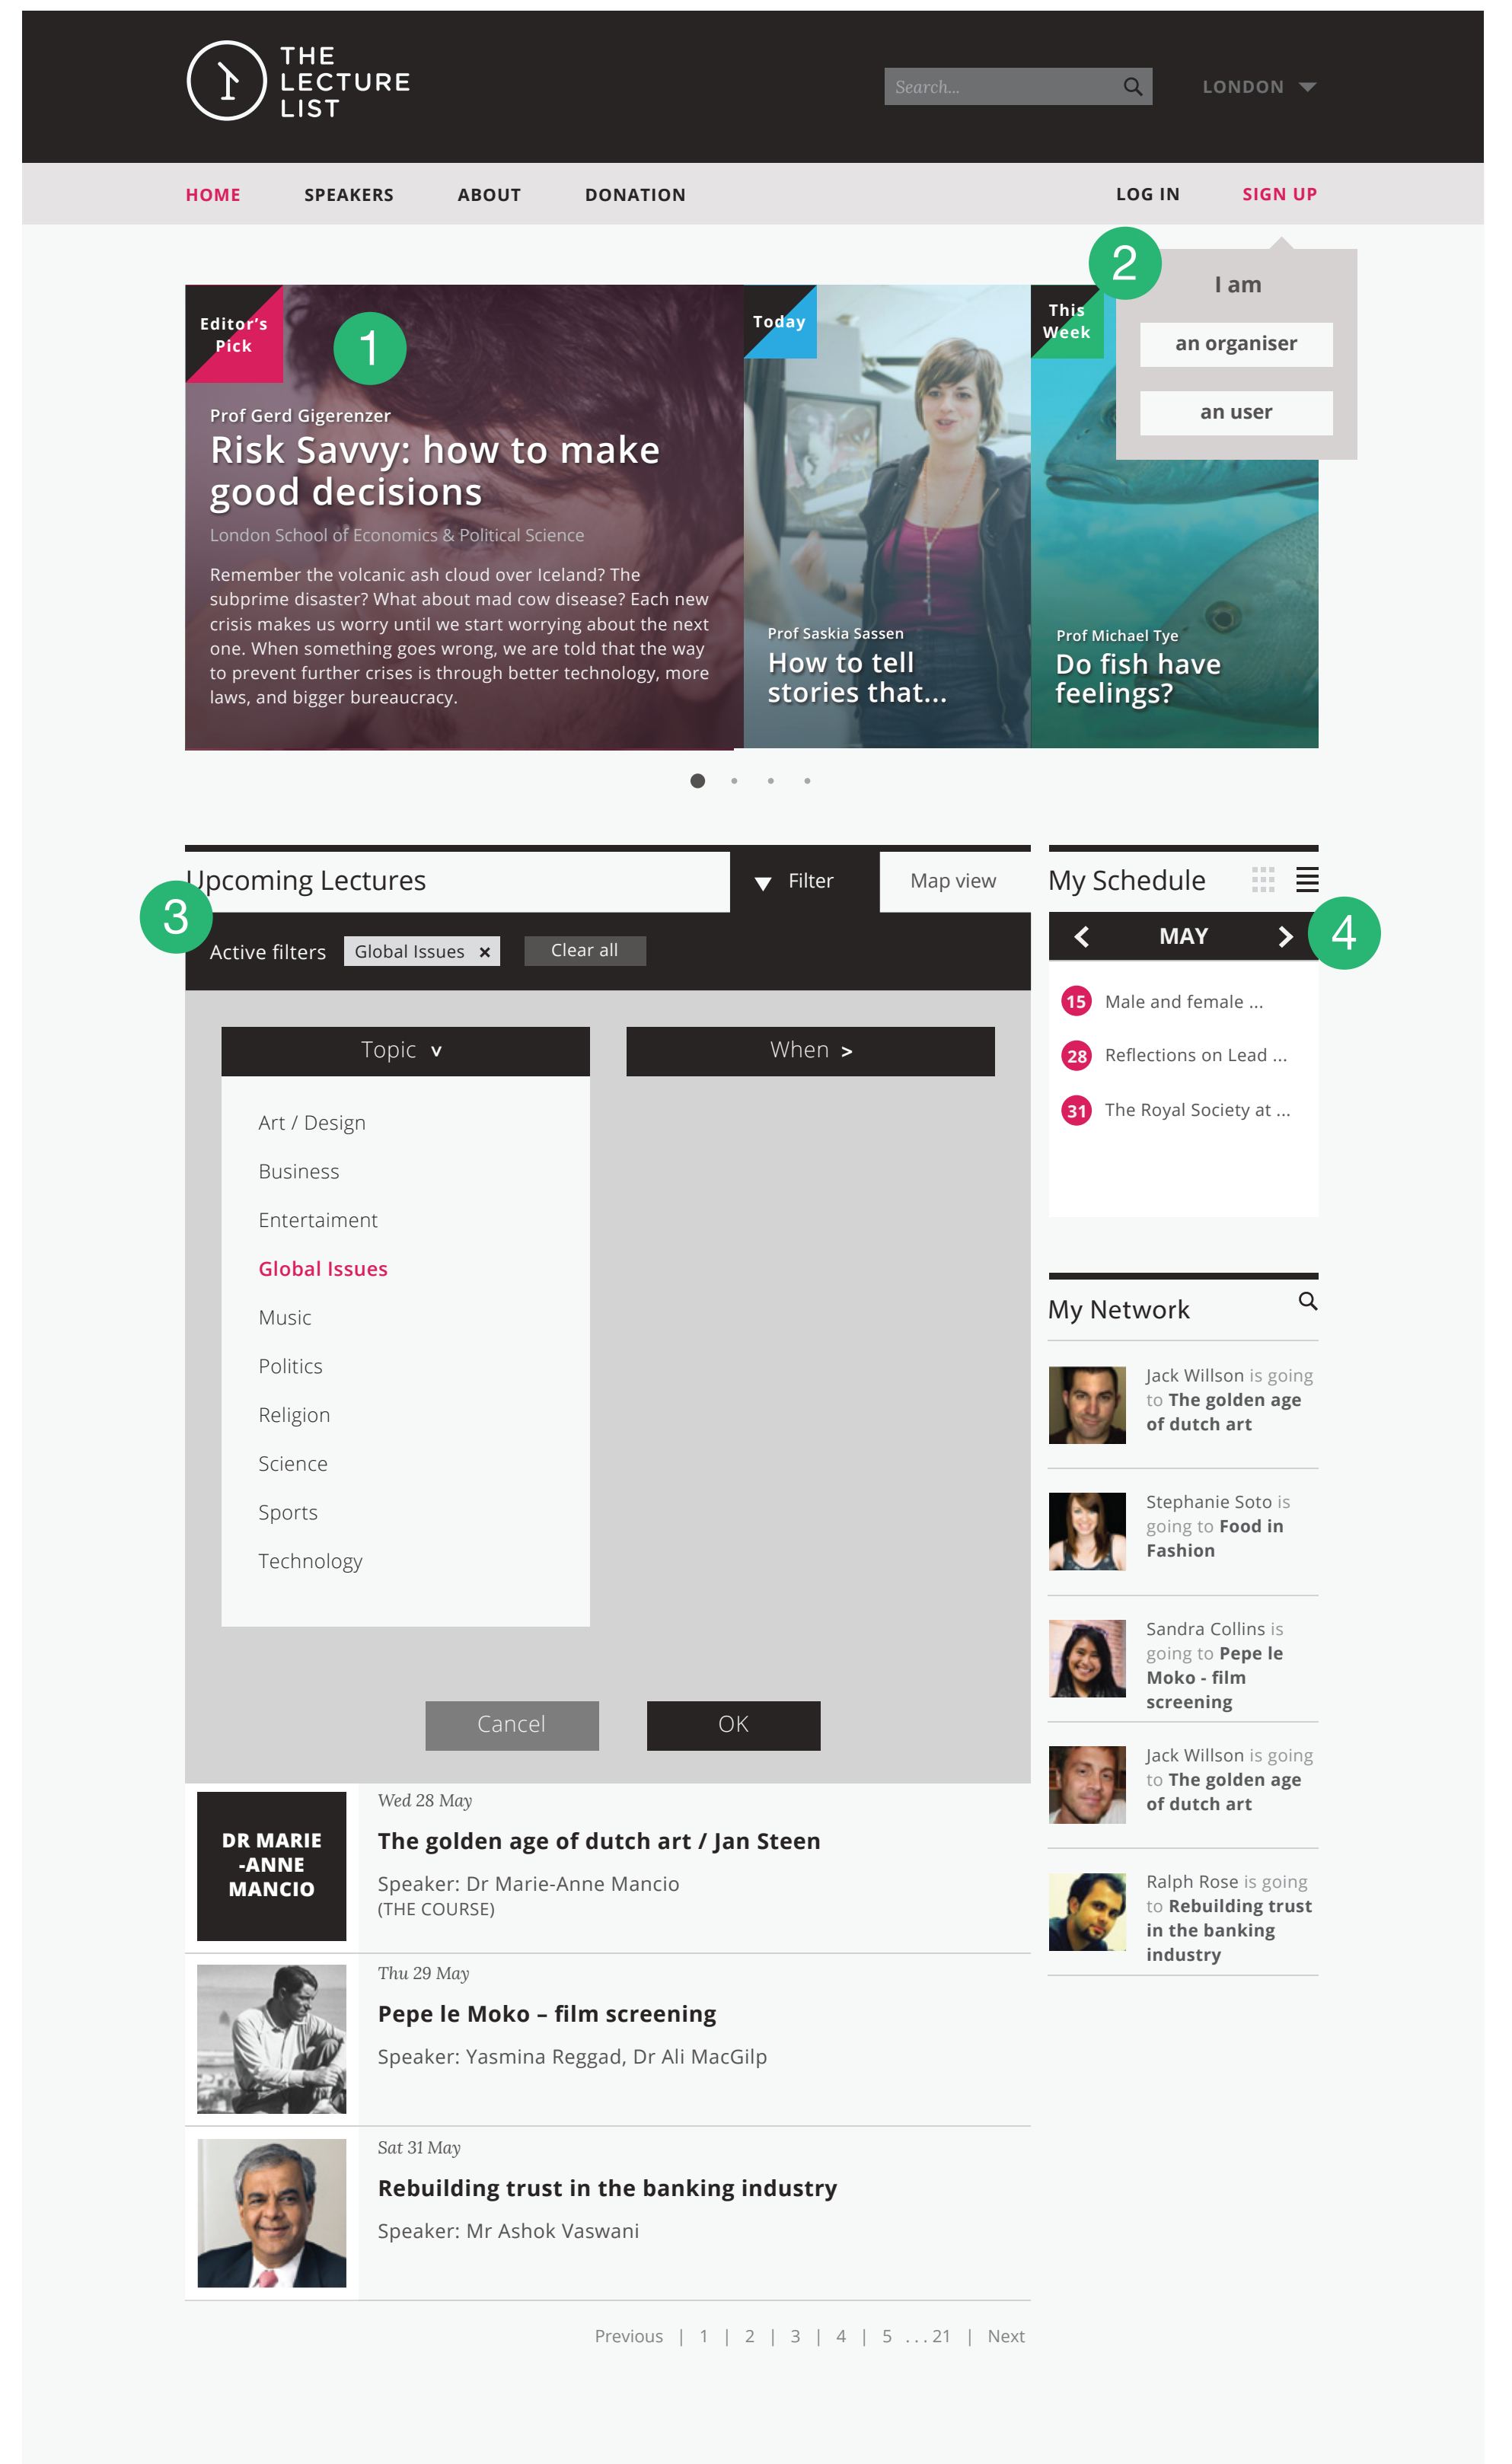 THE
LECTURE
LIST
Search...
LONDON
HOME
SPEAKERS
ABOUT
DONATION
LOG IN
SIGN UP
2
I am
an organiser
an user
Editor's
Pick
1
Prof Gerd Gigerenzer
Risk Savvy: how to make
good decisions
London School of Economics & Political Science
Remember the volcanic ash cloud over Iceland? The
subprime disaster? What about mad cow disease? Each new
crisis makes us worry until we start worrying about the next
one. When something goes wrong, we are told that the way
to prevent further crises is through better technology, more
laws, and bigger bureaucracy.
Today
Prof Saskia Sassen
How to tell
stories that...
This
Week
Prof Michael Tye
Do fish have
feelings?
Upcoming Lectures
Filter
Map view
3
Active filters
Global Issues ×
Clear all
Topic v
When >
Art / Design
Business
Entertaiment
Global Issues
Music
Politics
Religion
Science
Sports
Technology
Cancel
OK
DR MARIE
-ANNE
MANCIO
Wed 28 May
The golden age of dutch art / Jan Steen
Speaker: Dr Marie-Anne Mancio
(THE COURSE)
Thu 29 May
Pepe le Moko – film screening
Speaker: Yasmina Reggad, Dr Ali MacGilp
Sat 31 May
Rebuilding trust in the banking industry
Speaker: Mr Ashok Vaswani
Previous | 1 | 2 | 3 | 4 | 5 ...21 | Next
My Schedule
4
MAY
15 Male and female ...
28 Reflections on Lead ...
31 The Royal Society at ...
My Network
Jack Willson is going
to The golden age
of dutch art
Stephanie Soto is
going to Food in
Fashion
Sandra Collins is
going to Pepe le
Moko - film
screening
Jack Willson is going
to The golden age
of dutch art
Ralph Rose is going
to Rebuilding trust
in the banking
industry